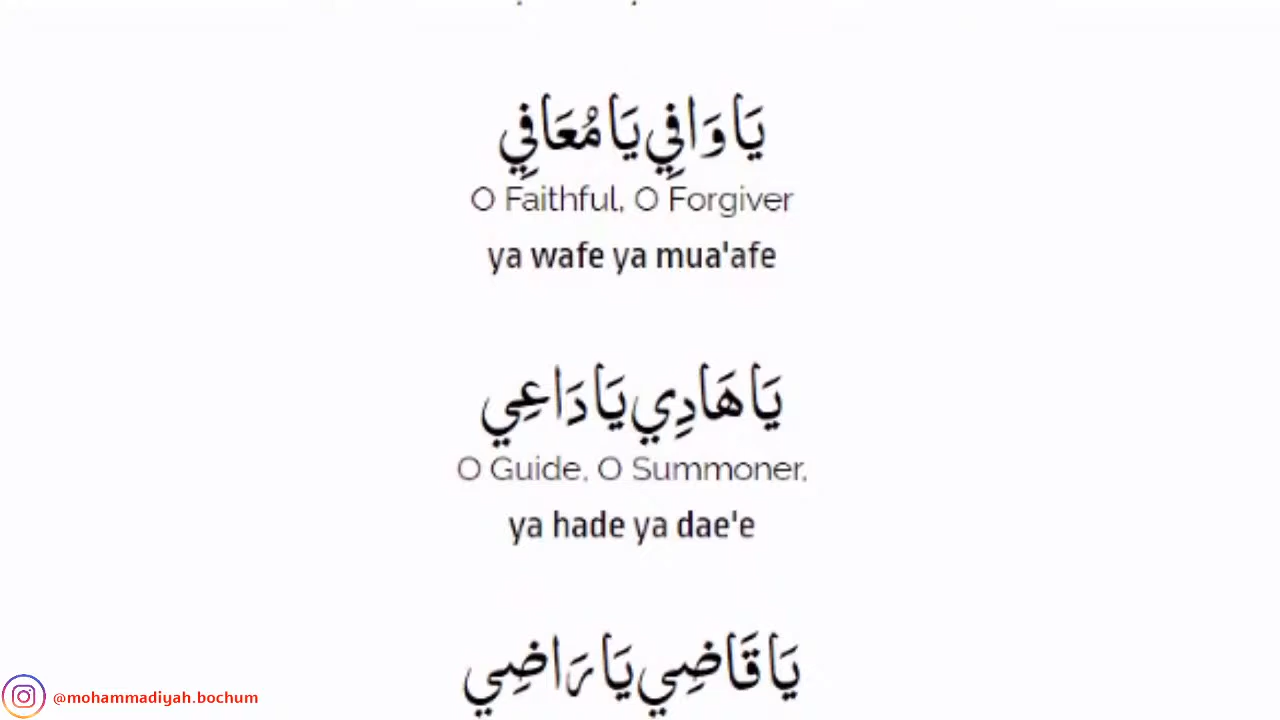 يَا وَافِي يَا مُعَافِي
O Faithful, O Forgiver
ya wafe ya mua'afe
يَا هَادِي يَا دَاعِي
O Guide, O Summoner,
ya hade ya dae'e
يَا قَاضِي يَا رَاضِي
@mohammadiyah.bochum